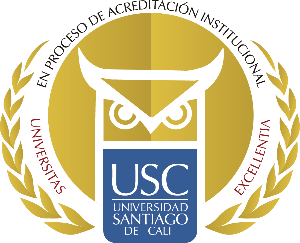 EN PROCESO DE ACREDITACIÓN INSTITUCIONAL
UNIVERSITAS
EXCELLENTIA
USC
UNIVERSIDAD
SANTIAGO
DE CALI